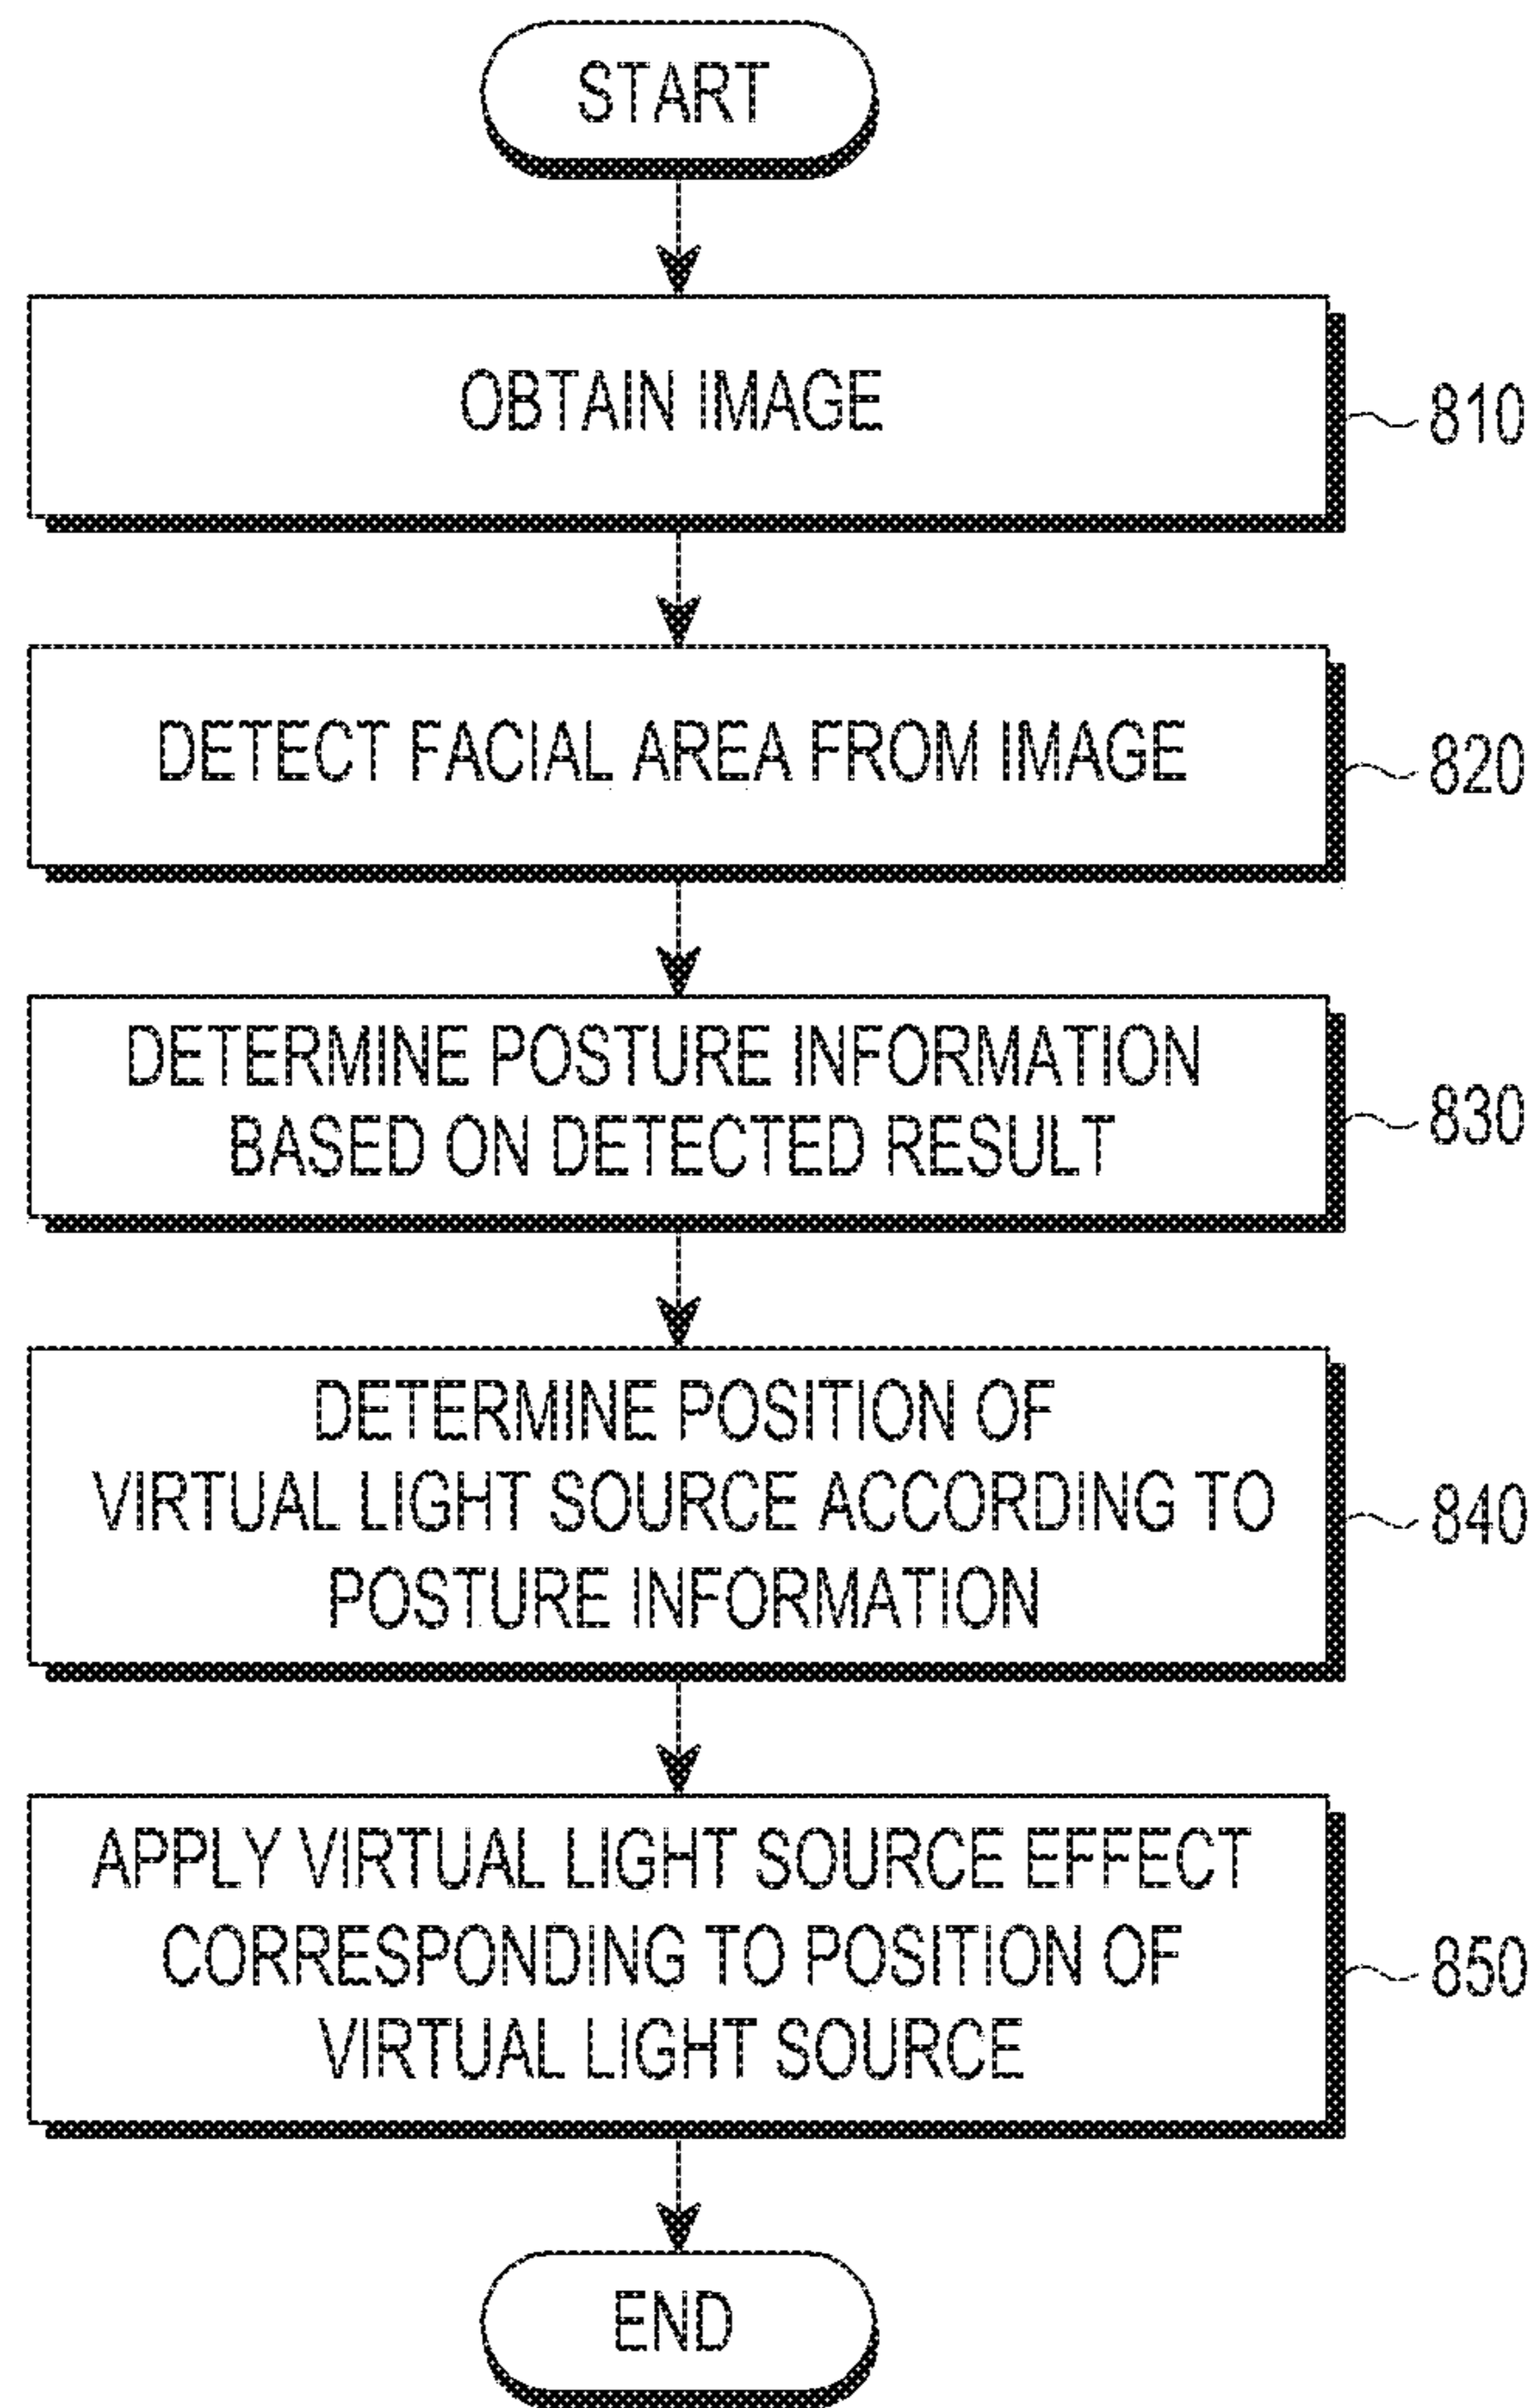 START
OBTAIN IMAGE
810
DETECT FACIAL AREA FROM IMAGE
820
DETERMINE POSTURE INFORMATION
BASED ON DETECTED RESULT
830
DETERMINE POSITION OF
VIRTUAL LIGHT SOURCE ACCORDING TO
POSTURE INFORMATION
840
APPLY VIRTUAL LIGHT SOURCE EFFECT
CORRESPONDING TO POSITION OF
VIRTUAL LIGHT SOURCE
850
END